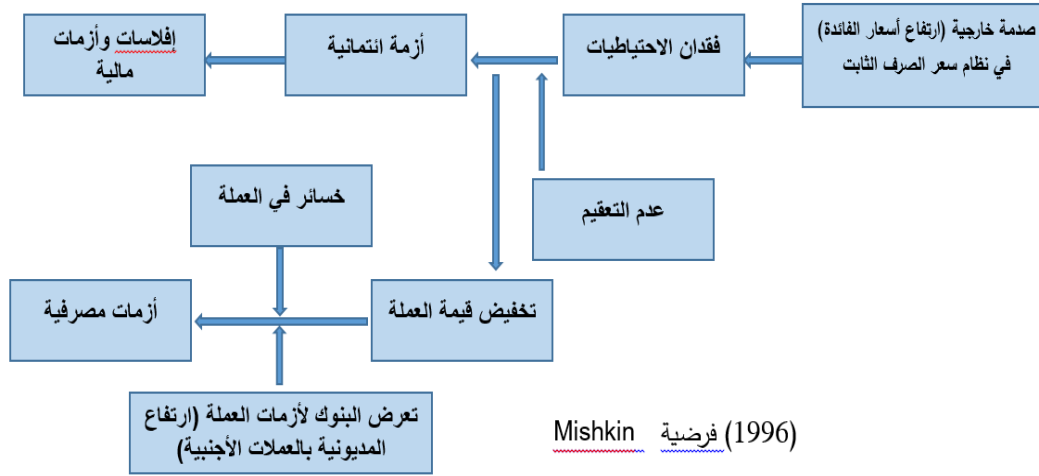 صدمة خارجية (ارتفاع أسعار الفائدة)
في نظام سعر الصرف الثابت
فقدان الاحتياطيات
أزمة ائتمانية
إفلاسات وأزمات
مالية
عدم التعقيم
خسائر في العملة
تخفيض قيمة العملة
أزمات مصرفية
تعرض البنوك لأزمات العملة (ارتفاع
المديونية بالعملات الأجنبية)
Mishkin فرضية (1996)